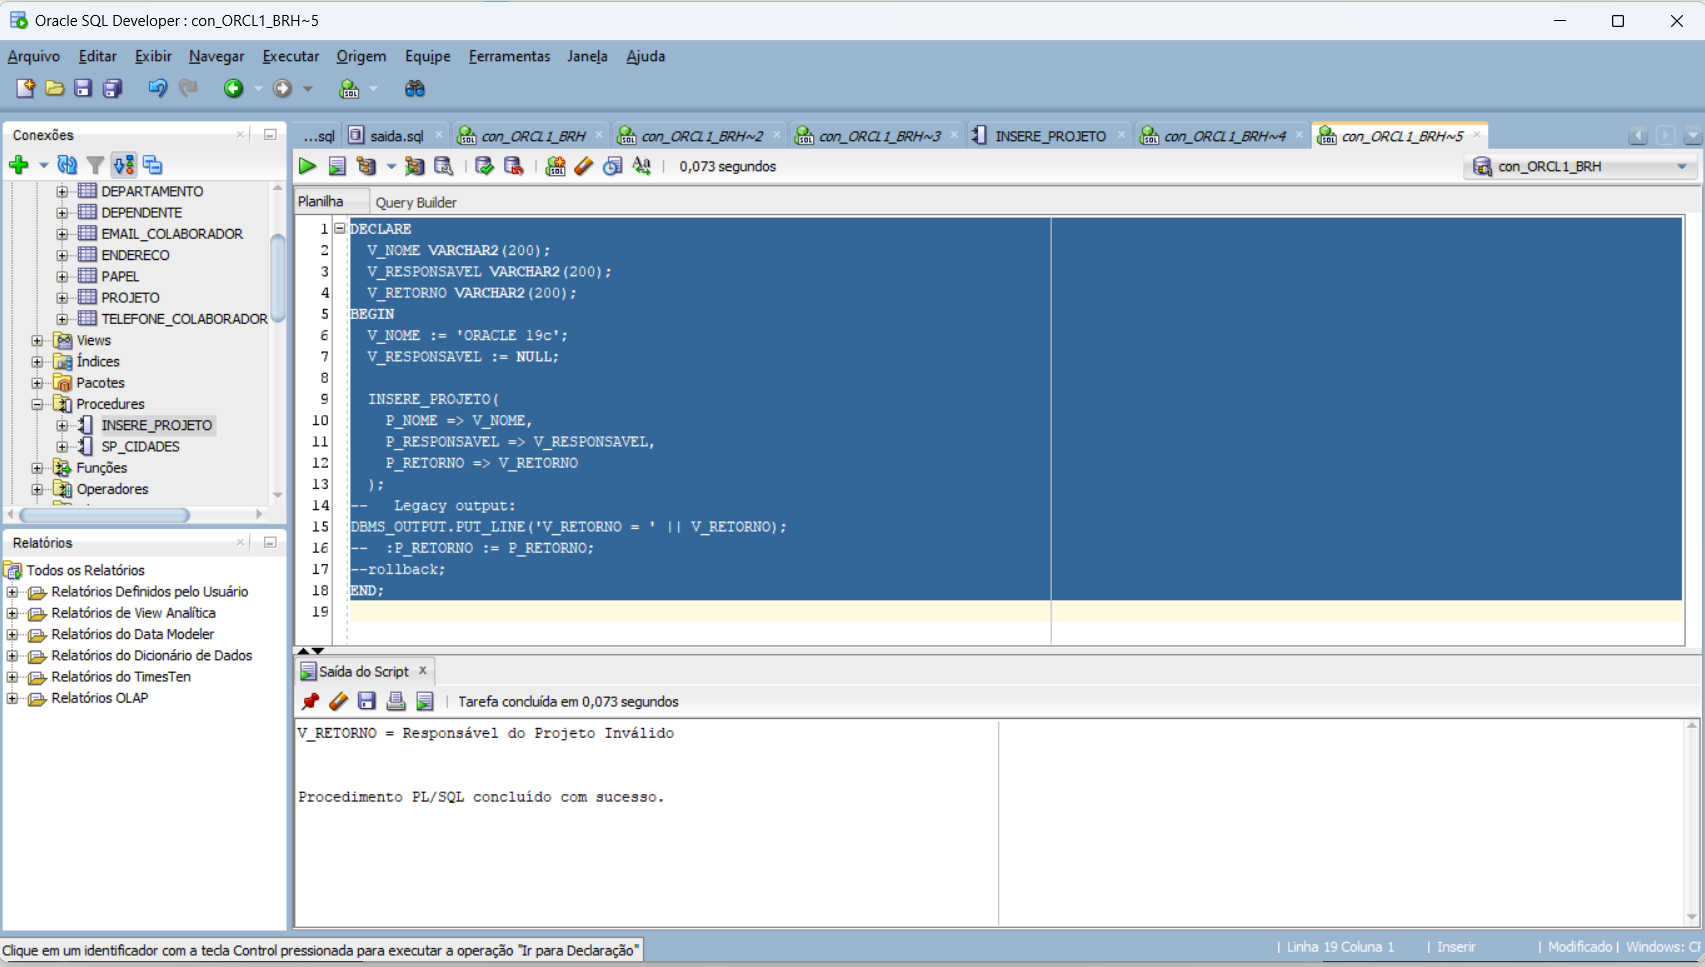 Oracle SQL Developer : con_ORCL1_BRH~5
Arquivo Editar Exibir Navegar Executar Origem Equipe Ferramentas Janela Ajuda
Conexões
DEPARTAMENTO
DEPENDENTE
EMAIL_COLABORADOR
ENDERECO
PAPEL
PROJETO
TELEFONE_COLABORADOR
Views
Índices
Pacotes
Procedures
INSERE_PROJETO
SP_CIDADES
Funções
Operadores
Relatórios
Todos os Relatórios
Relatórios Definidos pelo Usuário
Relatórios de View Analítica
Relatórios do Data Modeler
Relatórios do Dicionário de Dados
Relatórios do TimesTen
Relatórios OLAP
...sql saida.sql con_ORCL1_BRH con_ORCL1_BRH~2 con_ORCL1_BRH~3 INSERE_PROJETO con_ORCL1_BRH~4 con_ORCL1_BRH~5
0,073 segundos con_ORCL1_BRH
Planilha Query Builder
1 DECLARE
2 V_NOME VARCHAR2(200);
3 V_RESPONSAVEL VARCHAR2(200);
4 V_RETORNO VARCHAR2(200);
5 BEGIN
6 V_NOME := 'ORACLE 19c';
7 V_RESPONSAVEL := NULL;
8
9 INSERE_PROJETO(
10 P_NOME => V_NOME,
11 P_RESPONSAVEL => V_RESPONSAVEL,
12 P_RETORNO => V_RETORNO
13 );
14 -- Legacy output:
15 DBMS_OUTPUT.PUT_LINE('V_RETORNO = ' || V_RETORNO);
16 -- :P_RETORNO := P_RETORNO;
17 --rollback;
18 END;
19
Saída do Script
Tarefa concluída em 0,073 segundos
V_RETORNO = Responsável do Projeto Inválido
Procedimento PL/SQL concluído com sucesso.
Clique em um identificador com a tecla Control pressionada para executar a operação "Ir para Declaração"
| Linha 19 Coluna 1 | Inserir | Modificado | Windows: C